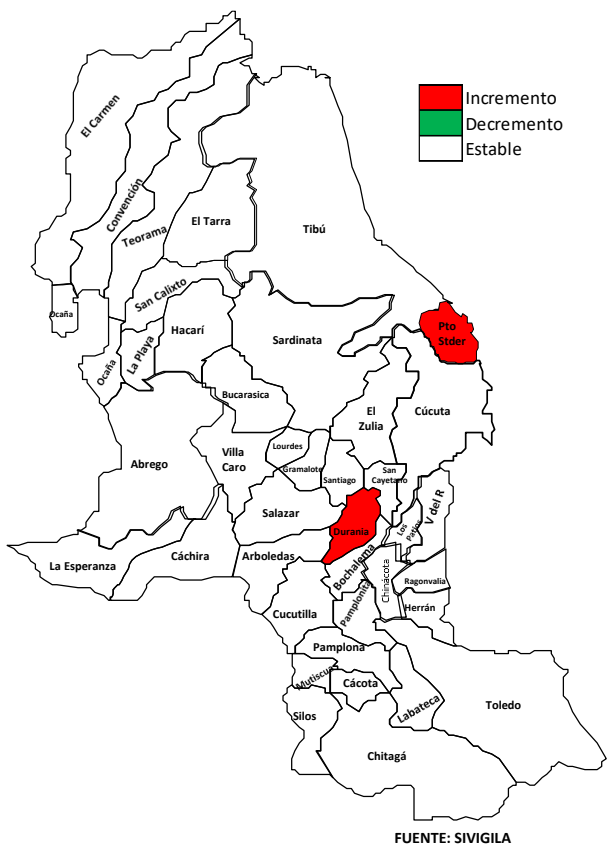 Incremento
Decremento
Estable
El Carmen
Convención
Teorama
El Tarra
Tibú
San Calixto
Ocaña
Pto
Stder
Hacarí
La Playa
Sardinata
Ocaña
Bucarasica
El
Zulia
Cúcuta
Abrego
Villa
Caro
Lourdes
Gramalote
Santiago
San
Cayetano
V del R
Salazar
Durania
Los
Patios
La Esperanza
Cáchira
Arboledas
Bochalema
Chinácota
Ragonvalia
Pamplonita
Herrán
Cucutilla
Pamplona
Mutiscua
Cácota
Labateca
Toledo
Silos
Chitagá
FUENTE: SIVIGILA